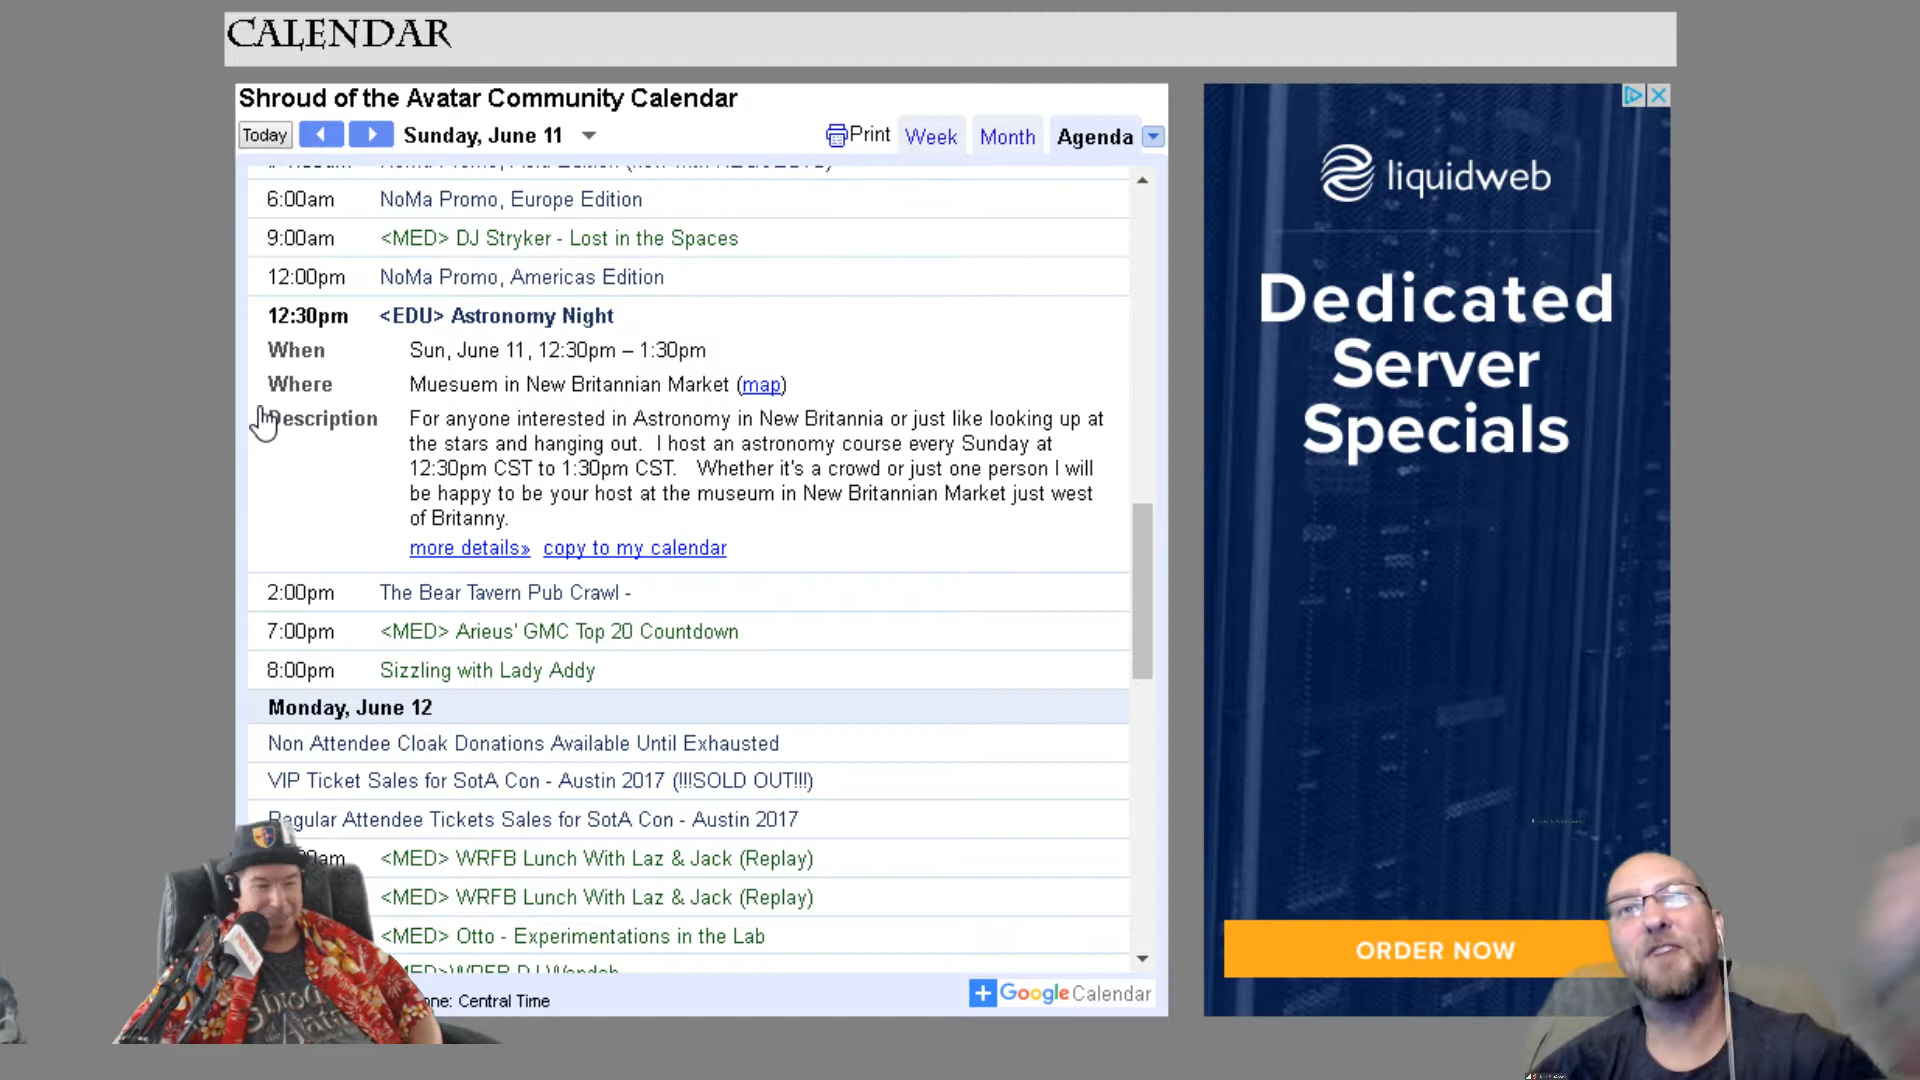 CALENDAR
Shroud of the Avatar Community Calendar
Today Sunday, June 11 Print Week Month Agenda
6:00am NoMa Promo, Europe Edition
9:00am <MED> DJ Stryker - Lost in the Spaces
12:00pm NoMa Promo, Americas Edition
12:30pm <EDU> Astronomy Night
When Sun, June 11, 12:30pm – 1:30pm
Where Muesuem in New Britannian Market (map)
Description For anyone interested in Astronomy in New Britannia or just like looking up at
the stars and hanging out. I host an astronomy course every Sunday at
12:30pm CST to 1:30pm CST. Whether it's a crowd or just one person I will
be happy to be your host at the museum in New Britannian Market just west
of Britanny.
more details» copy to my calendar
2:00pm The Bear Tavern Pub Crawl -
7:00pm <MED> Arieus' GMC Top 20 Countdown
8:00pm Sizzling with Lady Addy
Monday, June 12
Non Attendee Cloak Donations Available Until Exhausted
VIP Ticket Sales for SotA Con - Austin 2017 (!!!SOLD OUT!!!)
Regular Attendee Tickets Sales for SotA Con - Austin 2017
<MED> WRFB Lunch With Laz & Jack (Replay)
<MED> WRFB Lunch With Laz & Jack (Replay)
<MED> Otto - Experimentations in the Lab
Central Time
Google Calendar
liquidweb
Dedicated
Server
Specials
ORDER NOW